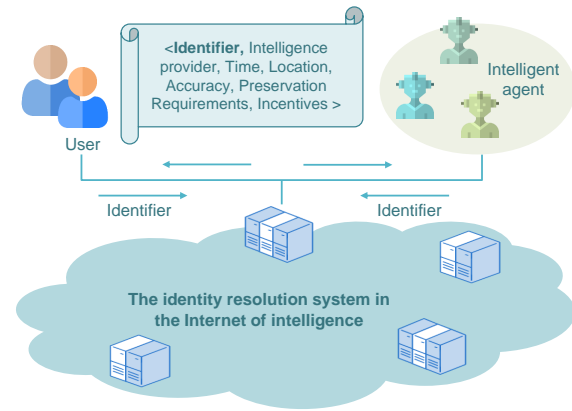 <Identifier, Intelligence
provider, Time, Location,
Accuracy, Preservation
Requirements, Incentives >
Intelligent
agent
User
Identifier
Identifier
The identity resolution system in
the Internet of intelligence